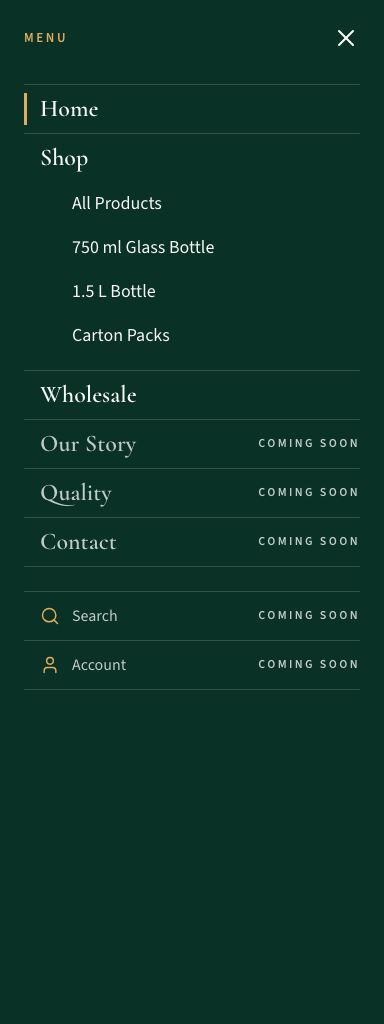 MENU
Home
Shop
All Products
750 ml Glass Bottle
1.5 L Bottle
Carton Packs
Wholesale
Our Story COMING SOON
Quality COMING SOON
Contact COMING SOON
Search COMING SOON
Account COMING SOON